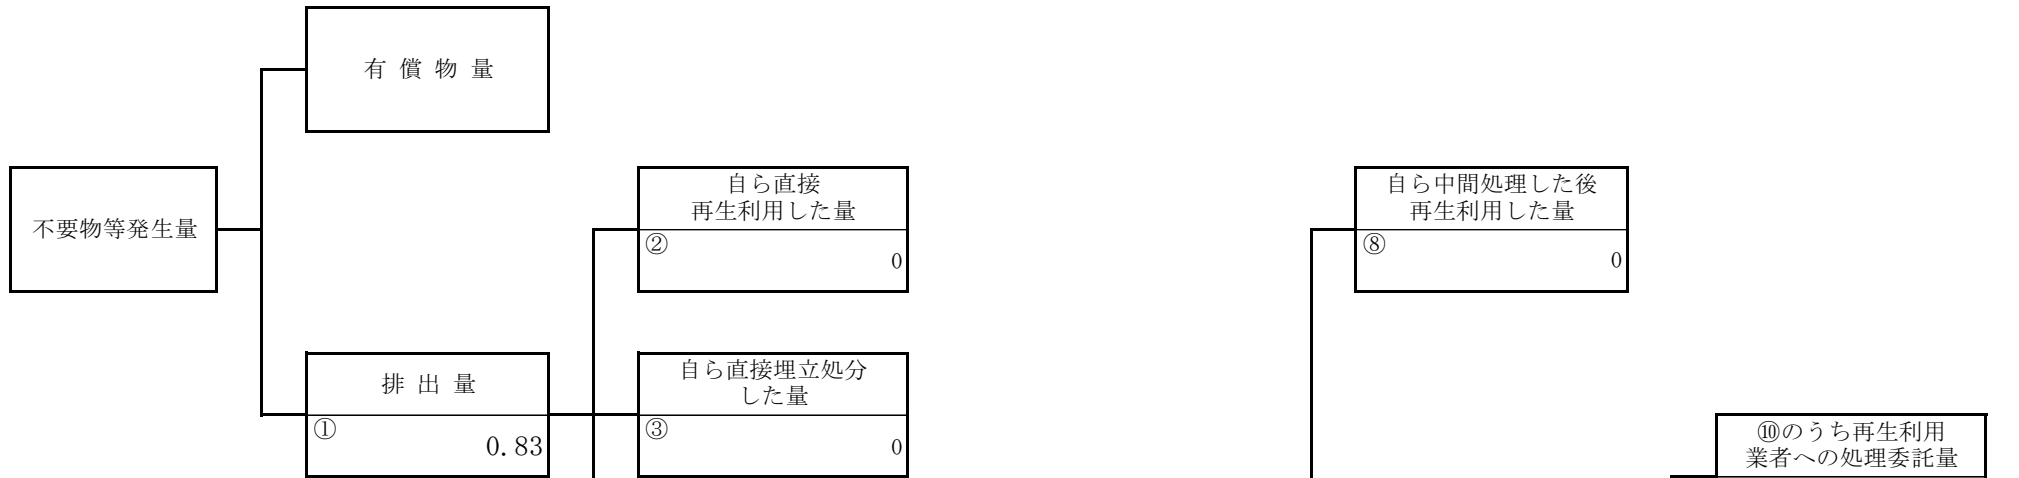 有 償 物 量
不要物等発生量
自ら直接
再生利用した量
②
0
自ら中間処理した後
再生利用した量
⑧
0
排 出 量
①
0.83
自ら直接埋立処分
した量
③
0
⑩のうち再生利用
業者への処理委託量